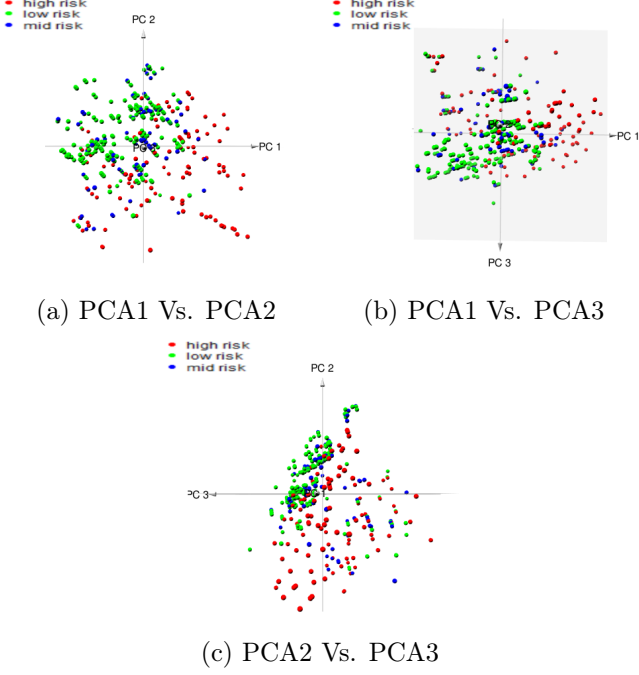 high risk
low risk
mid risk
PC 2
PC 1
(a) PCA1 Vs. PCA2
high risk
low risk
mid risk
PC 1
PC 3
(b) PCA1 Vs. PCA3
high risk
low risk
mid risk
PC 2
PC 3
(c) PCA2 Vs. PCA3